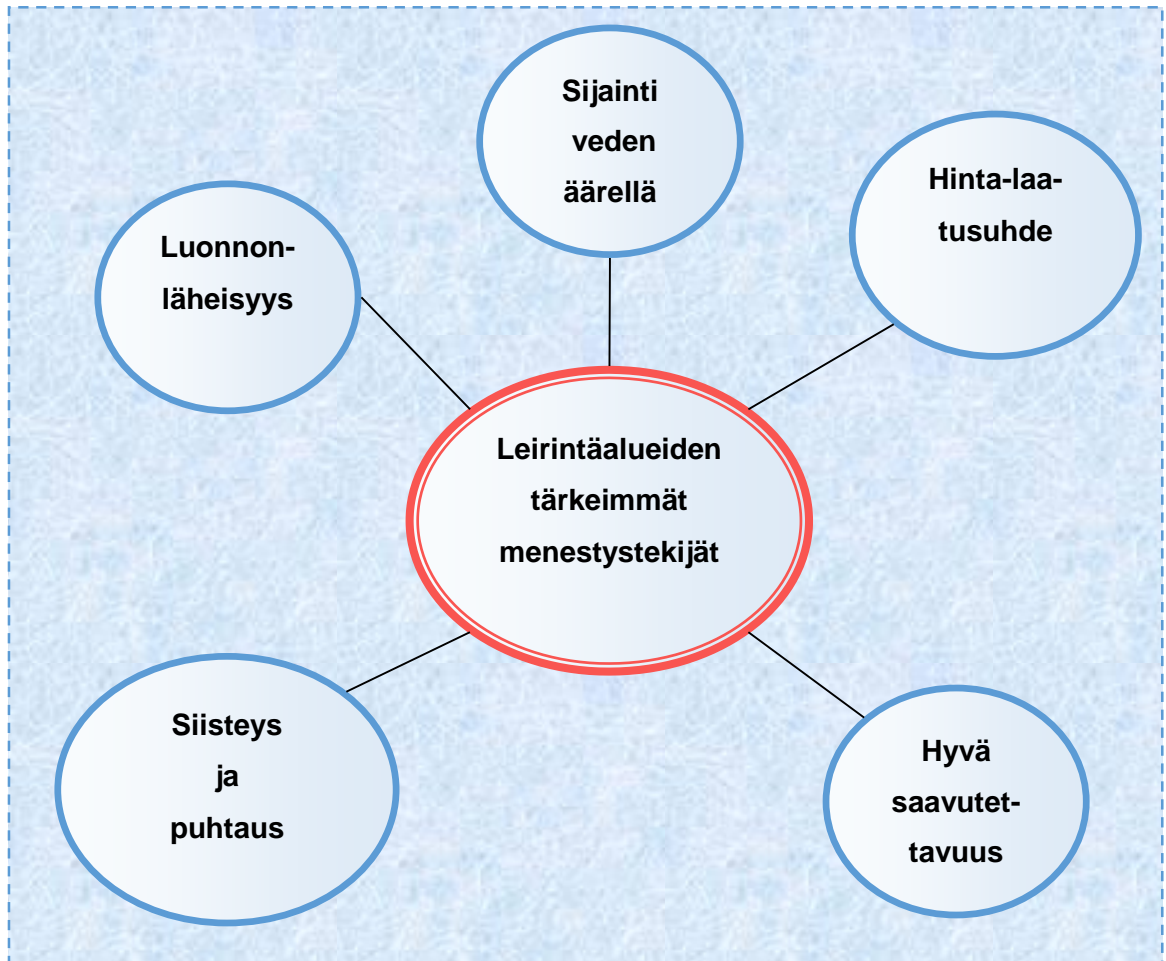 Sijainti
veden
äärellä
Hinta-laa-
tusuhde
Luonnon-
läheisyys
Leirintäalueiden
tärkeimmät
menestystekijät
Siisteys
ja
puhtaus
Hyvä
saavutet-
tavuus